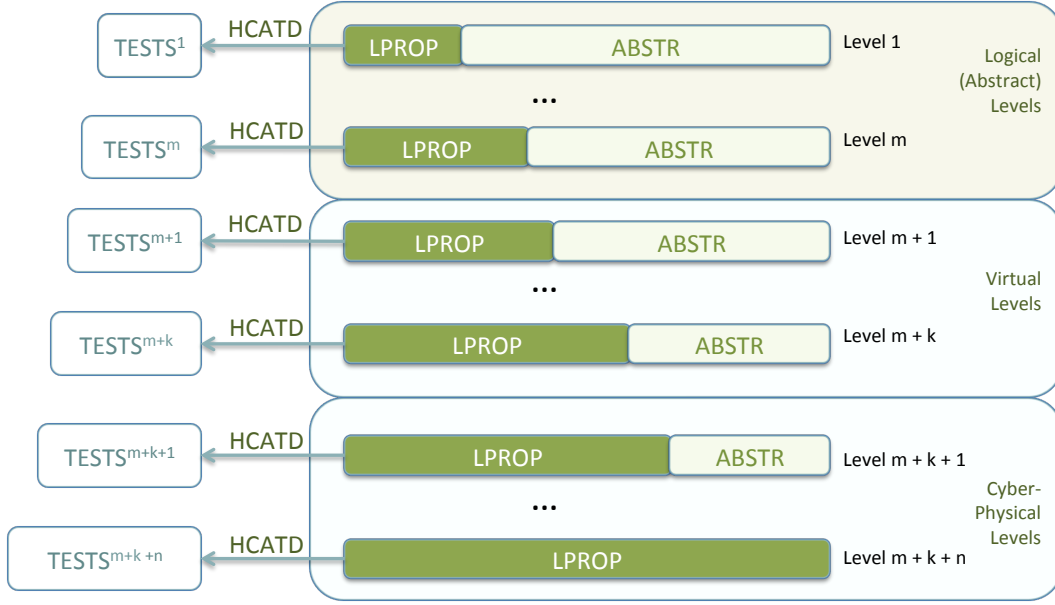 TESTS¹ HCATD LPROP ABSTR Level 1
Logical
(Abstract)
Levels
...
TESTSᵐ HCATD LPROP ABSTR Level m
TESTSᵐ⁺¹ HCATD LPROP ABSTR Level m + 1
...
Virtual
Levels
TESTSᵐ⁺ᵏ HCATD LPROP ABSTR Level m + k
TESTSᵐ⁺ᵏ⁺¹ HCATD LPROP ABSTR Level m + k + 1
...
Cyber-
Physical
Levels
TESTSᵐ⁺ᵏ ⁺ⁿ HCATD LPROP Level m + k + n